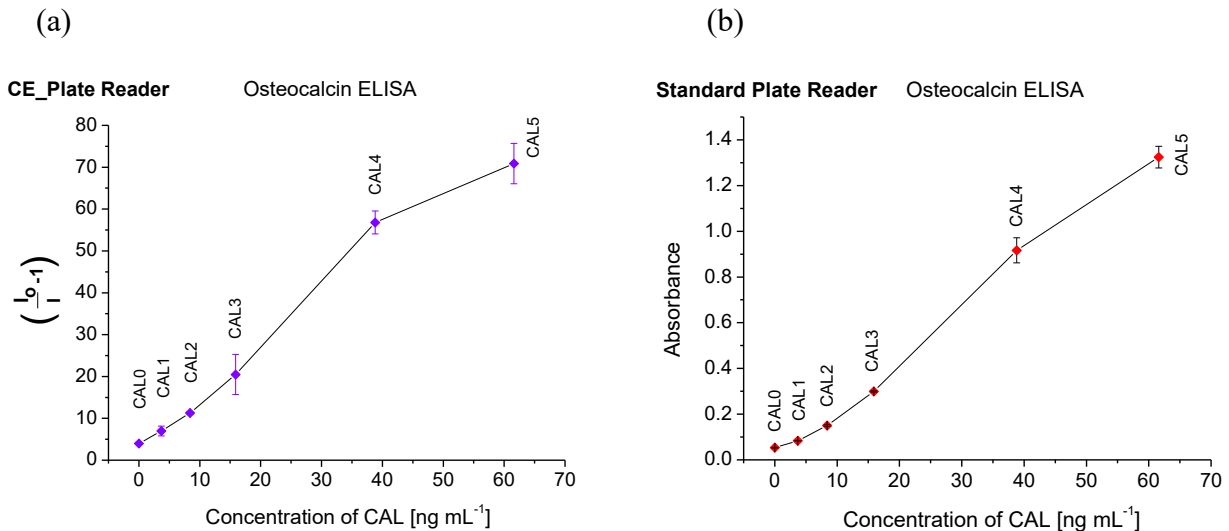 (a)
CE_Plate Reader Osteocalcin ELISA
80
70
60
50
40
30
20
10
0
(Io/I -1)
CAL0
CAL1
CAL2
CAL3
CAL4
CAL5
0 10 20 30 40 50 60 70
Concentration of CAL [ng mL⁻¹]
(b)
Standard Plate Reader Osteocalcin ELISA
1.4
1.2
1.0
0.8
0.6
0.4
0.2
0.0
Absorbance
CAL0
CAL1
CAL2
CAL3
CAL4
CAL5
0 10 20 30 40 50 60 70
Concentration of CAL [ng mL⁻¹]